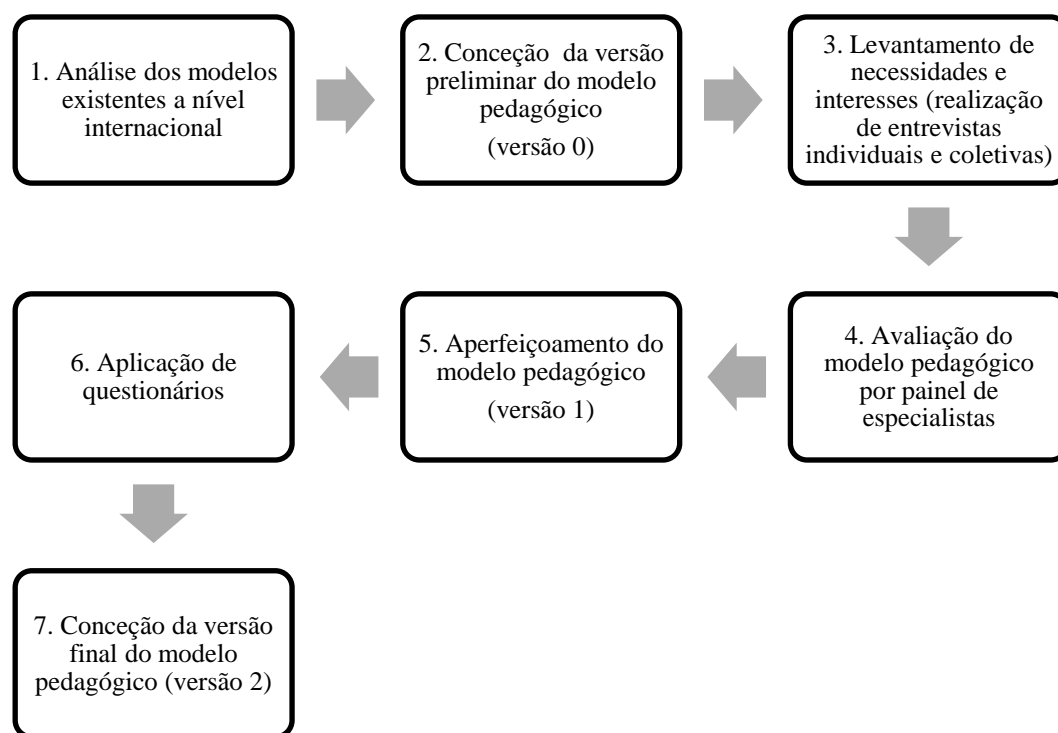 1. Análise dos modelos
existentes a nível
internacional
2. Conceção da versão
preliminar do modelo
pedagógico
(versão 0)
3. Levantamento de
necessidades e
interesses (realização
de entrevistas
individuais e coletivas)
4. Avaliação do
modelo pedagógico
por painel de
especialistas
5. Aperfeiçoamento do
modelo pedagógico
(versão 1)
6. Aplicação de
questionários
7. Conceção da versão
final do modelo
pedagógico (versão 2)